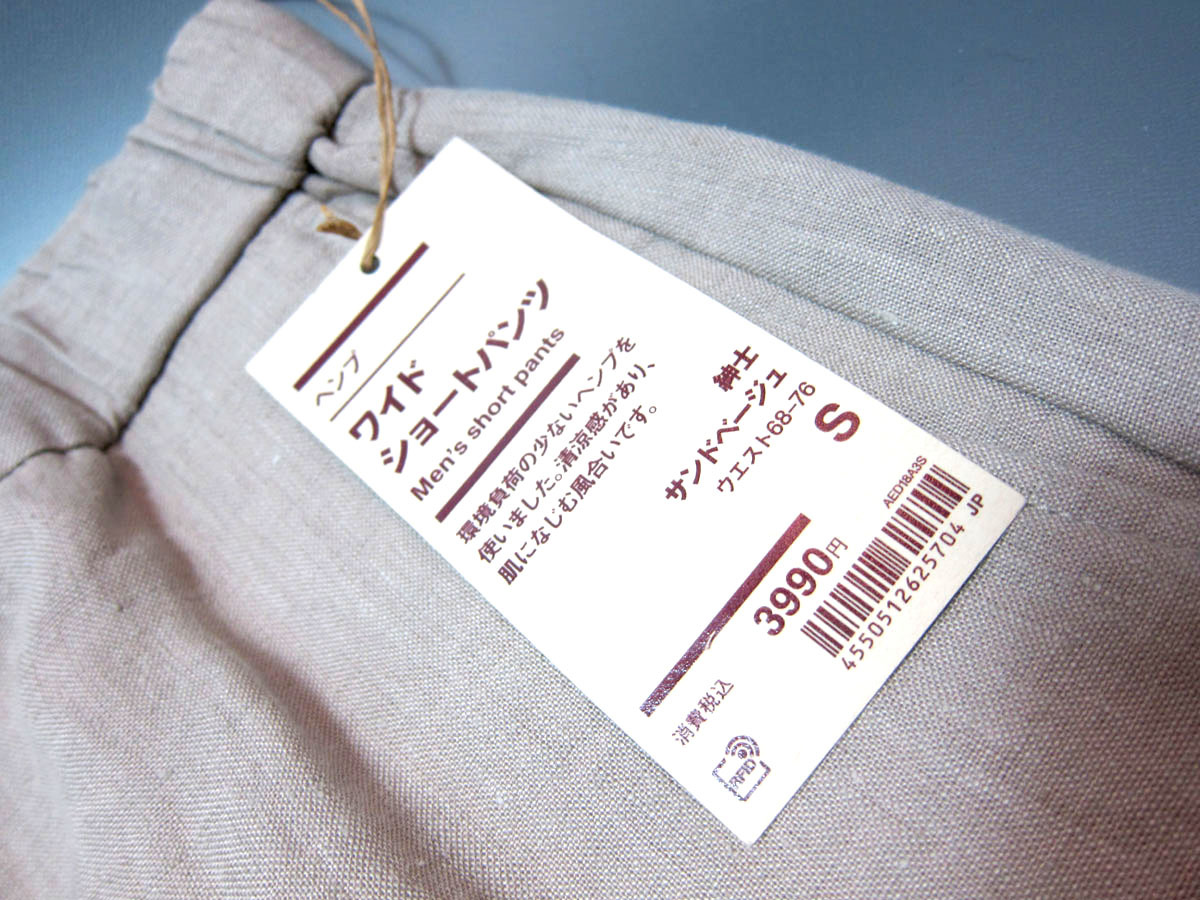 ヘンプ
ワイド
ショートパンツ
Men's short pants
環境負荷の少ないヘンプを
使いました。清涼感があり、
肌になじむ風合いです。
紳士
サンドベージュ
ウエスト68-76
S
AED18A3S
3990円
4550512625704 JP
消費税込
RFID